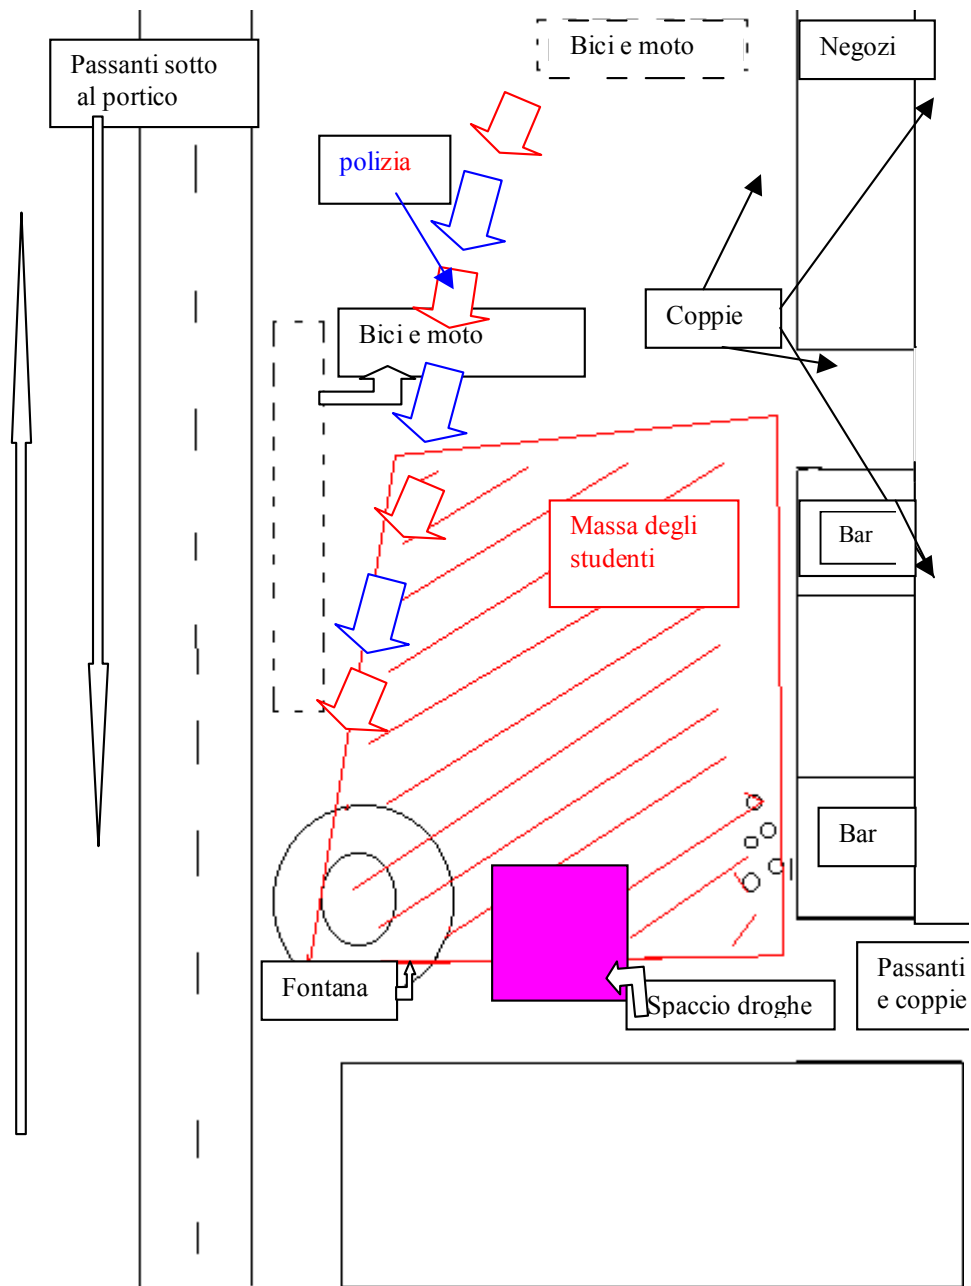 Bici e moto
Negozi
Passanti sotto
al portico
polizia
Coppie
Bici e moto
Massa degli
studenti
Bar
Bar
Fontana
Spaccio droghe
Passanti
e coppie